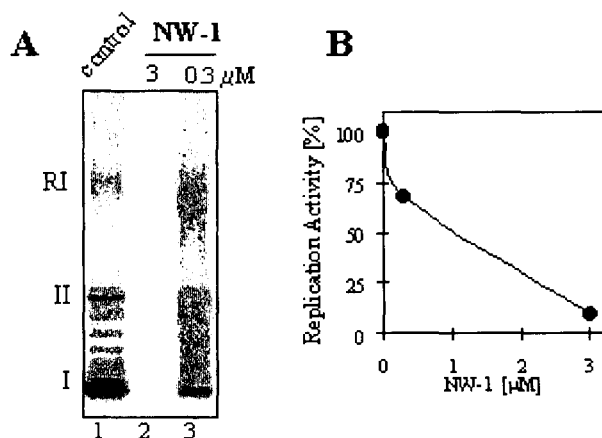 A
control
NW-1
3 0.3 µM
RI
II
I
1 2 3
B
Replication Activity [%]
100
75
50
25
0
0 1 2 3
NW-1 [µM]